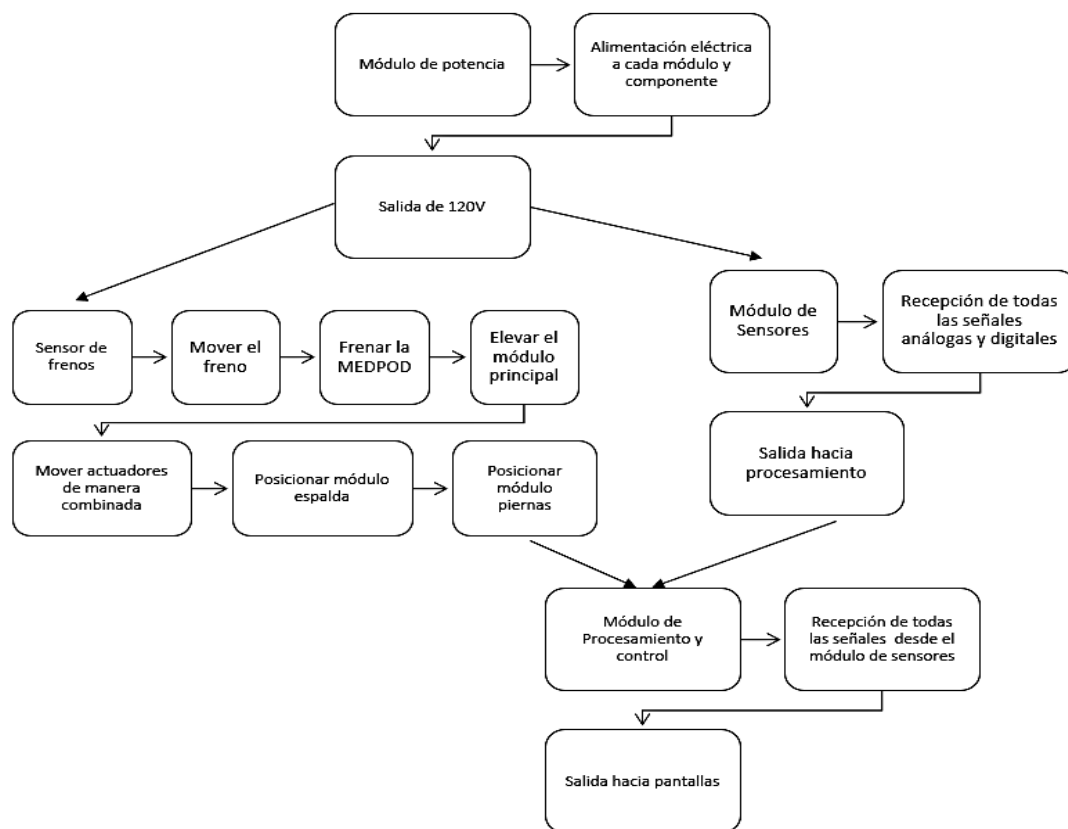 Módulo de potencia
Alimentación eléctrica
a cada módulo y
componente
Salida de 120V
Sensor de
frenos
Mover el
freno
Frenar la
MEDPOD
Elevar el
módulo
principal
Módulo de
Sensores
Recepción de todas
las señales
análogas y digitales
Mover actuadores
de manera
combinada
Posicionar módulo
espalda
Posicionar
módulo
piernas
Salida hacia
procesamiento
Módulo de
Procesamiento y
control
Recepción de todas
las señales desde el
módulo de sensores
Salida hacia pantallas